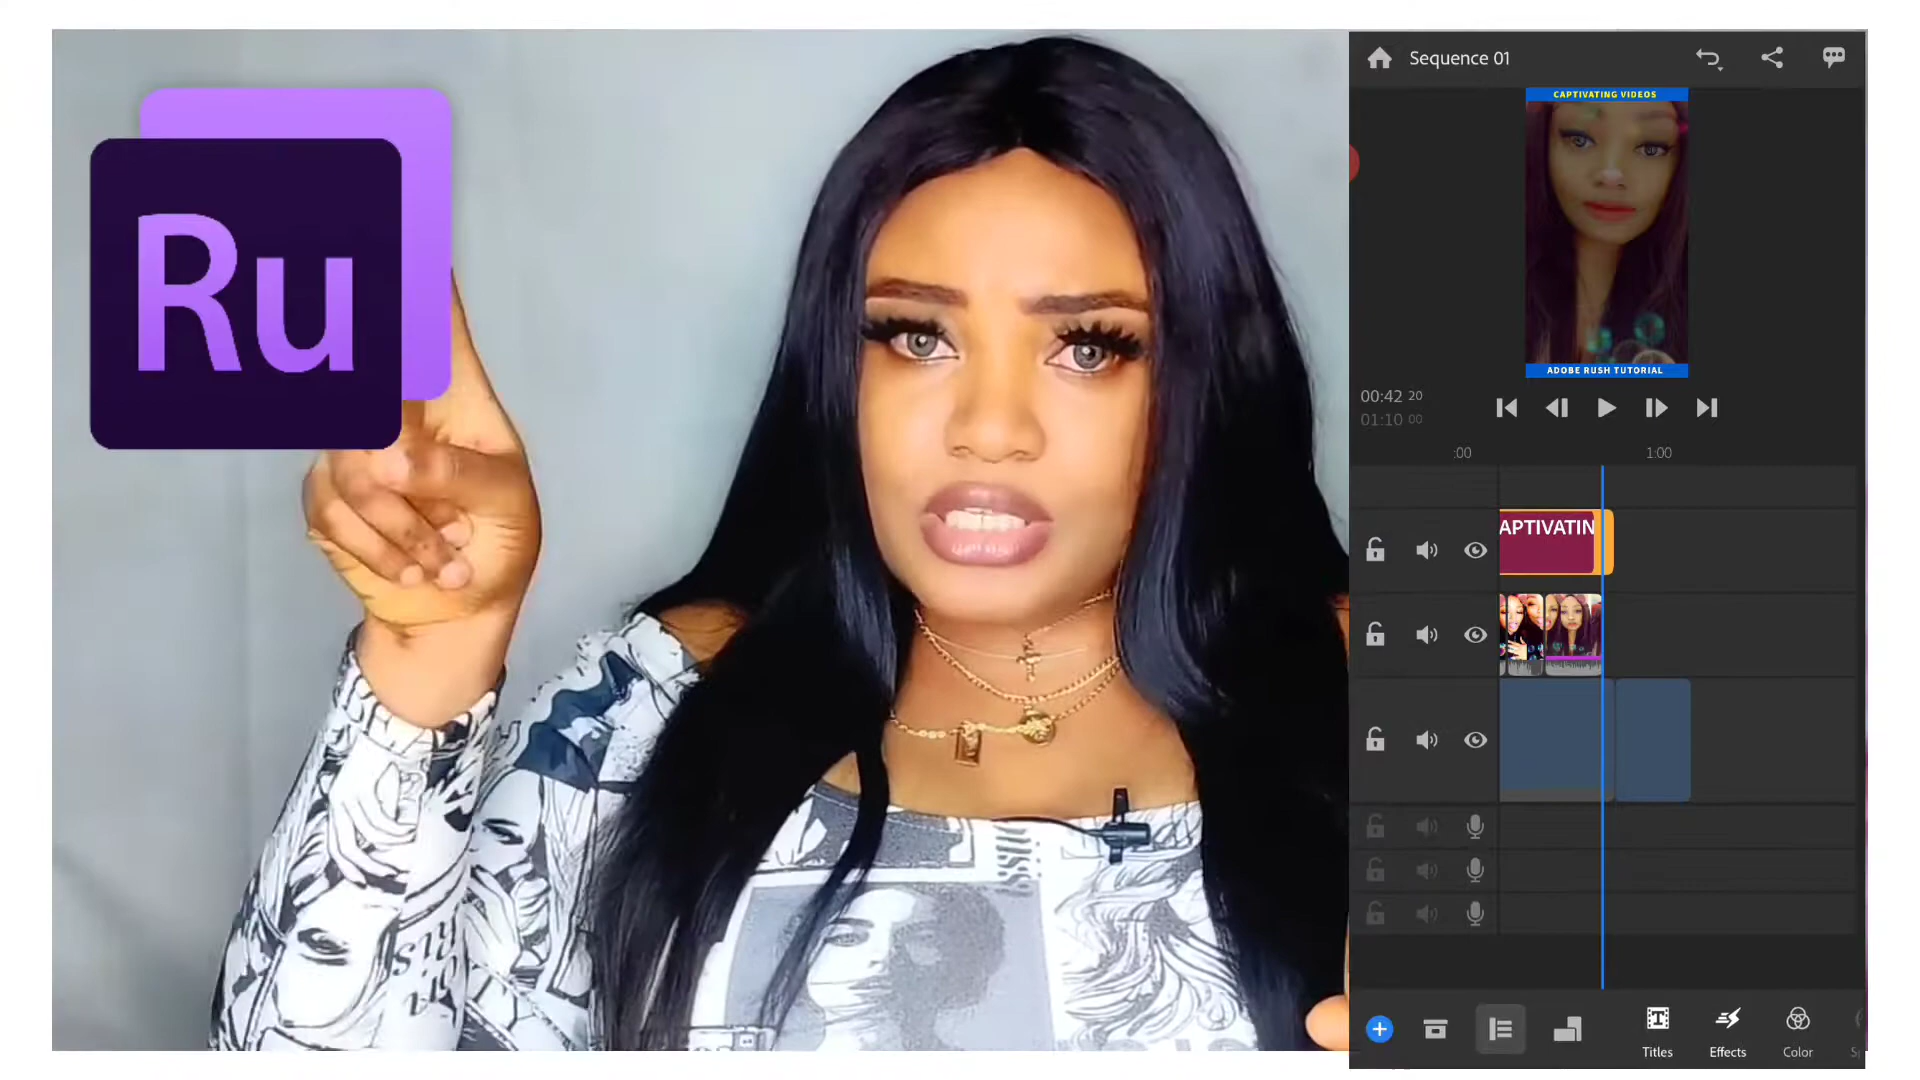 Ru
Sequence 01
CAPTIVATING VIDEOS
ADOBE RUSH TUTORIAL
00:42 20
01:10 00
:00
1:00
APTIVATIN
Titles
Effects
Color